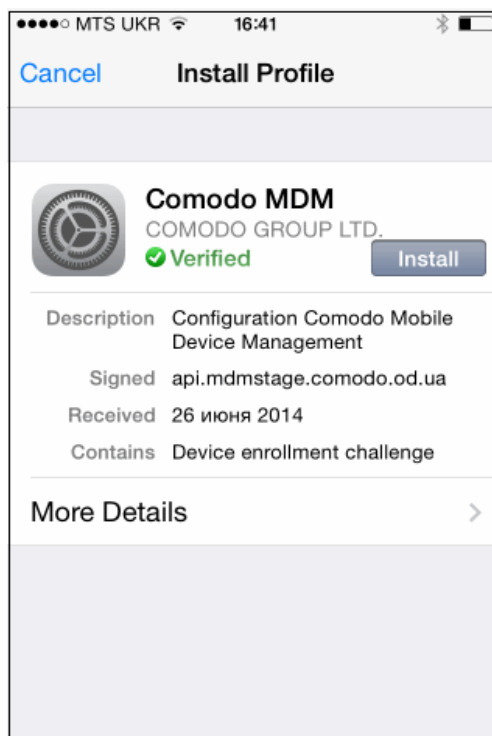 MTS UKR 16:41
Cancel Install Profile
Comodo MDM
COMODO GROUP LTD.
Verified
Install
Description Configuration Comodo Mobile
Device Management
Signed api.mdmstage.comodo.od.ua
Received 26 июня 2014
Contains Device enrollment challenge
More Details